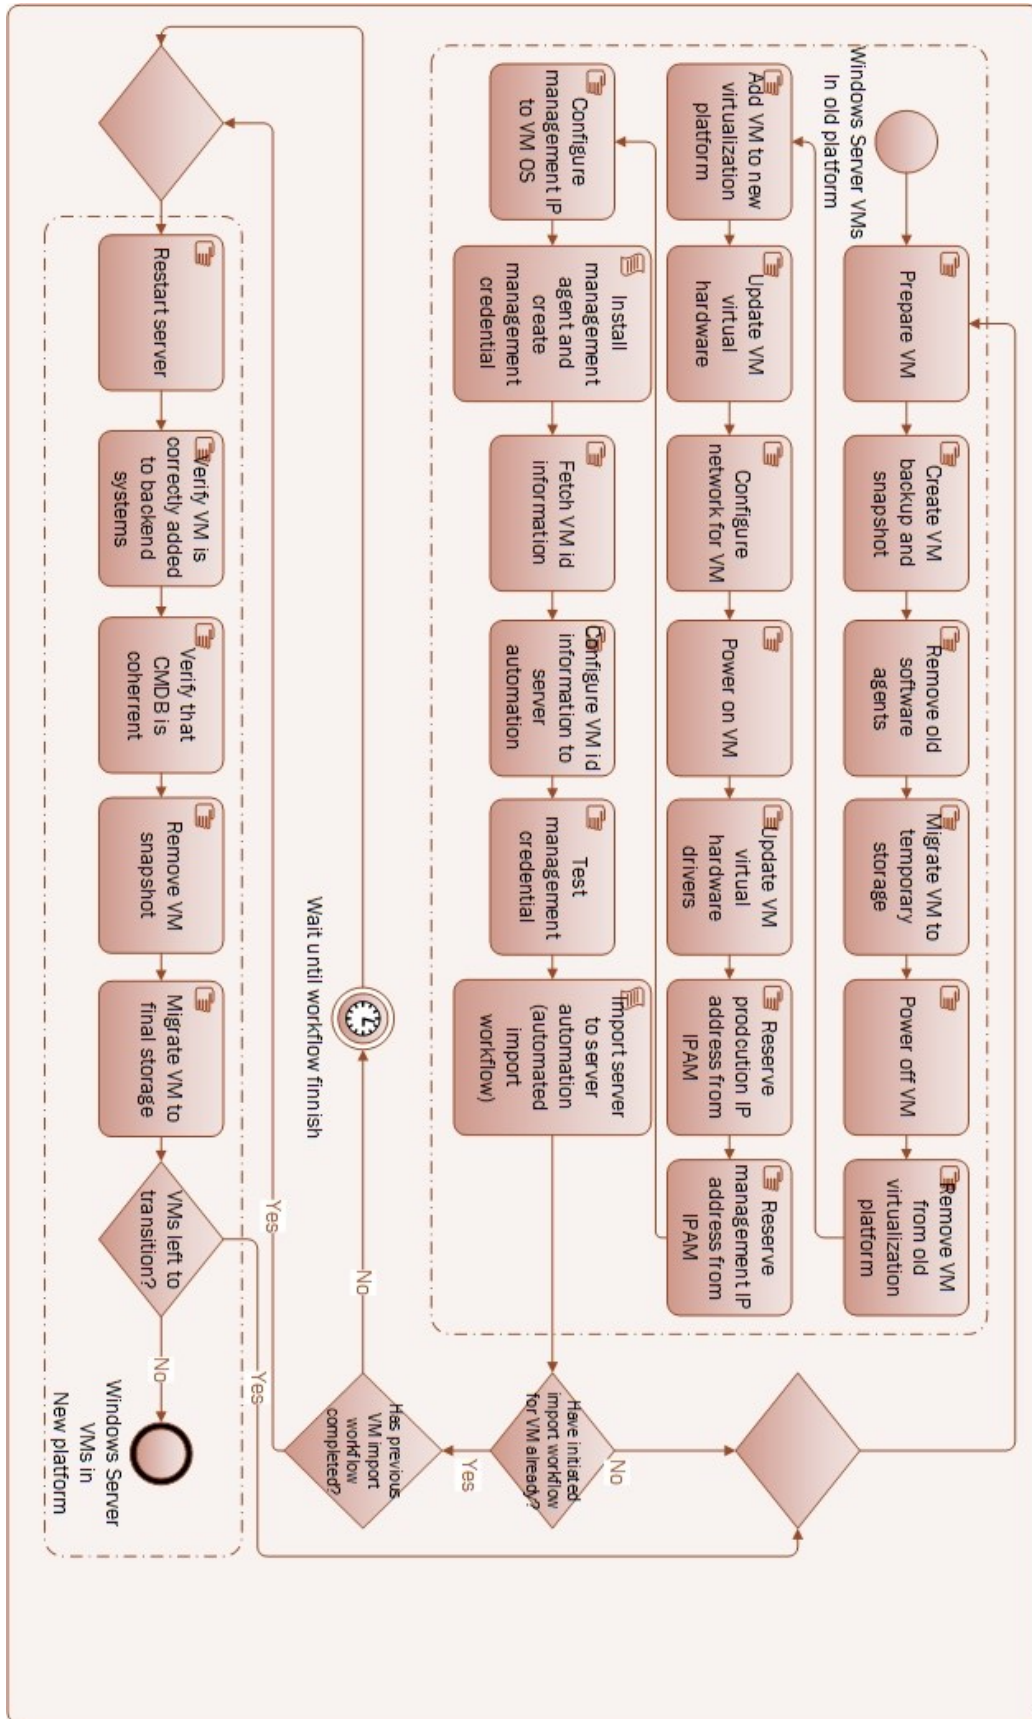 Windows Server VMs
In old platform
Prepare VM
Create VM
backup and
snapshot
Remove old
software
agents
Migrate VM to
temporary
storage
Power off VM
Remove VM
from old
virtualization
platform
Add VM to new
virtualization
platform
Update VM
virtual
hardware
Configure
network for VM
Power on VM
Update VM
virtual
hardware
drivers
Reserve
prodcution IP
address from
IPAM
Reserve
management IP
address from
IPAM
Configure
management IP
to VM OS
Install
management
agent and
create
management
credential
Fetch VM id
information
Configure VM id
information to
server
automation
Test
management
credential
Import server
to server
automation
(automated
import
workflow)
Have initiated
import workflow
for VM already?
No
Yes
Has previous
VM import
workflow
completed?
No
Yes
Wait until workflow finnish
Restart server
Verify VM is
correctly added
to backend
systems
Verify that
CMDB is
coherrent
Remove VM
snapshot
Migrate VM to
final storage
VMs left to
transition?
Yes
No
Windows Server
VMs in
New platform